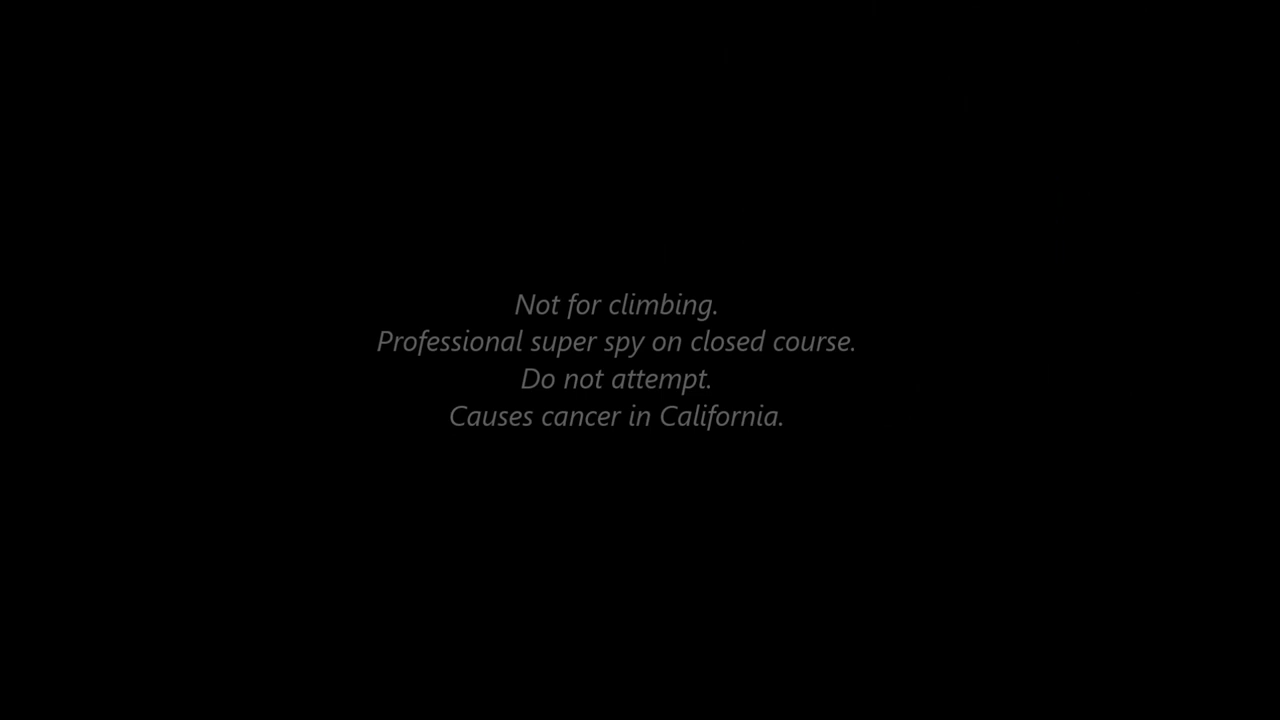 Not for climbing.
Professional super spy on closed course.
Do not attempt.
Causes cancer in California.